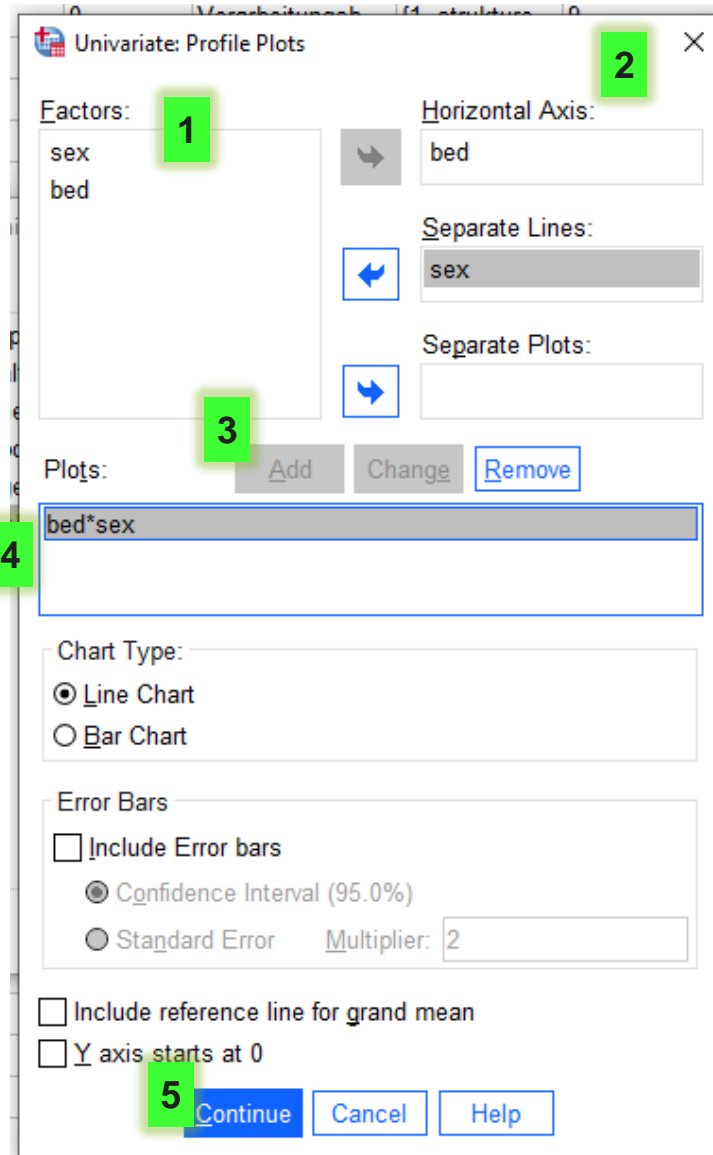 Univariate: Profile Plots
2
Factors:
1
Horizontal Axis:
sex
bed
bed
Separate Lines:
sex
Separate Plots:
3
Plots:
Add
Change
Remove
4
bed*sex
Chart Type:
Line Chart
Bar Chart
Error Bars
Include Error bars
Confidence Interval (95.0%)
Standard Error
Multiplier: 2
Include reference line for grand mean
Y axis starts at 0
5
Continue
Cancel
Help